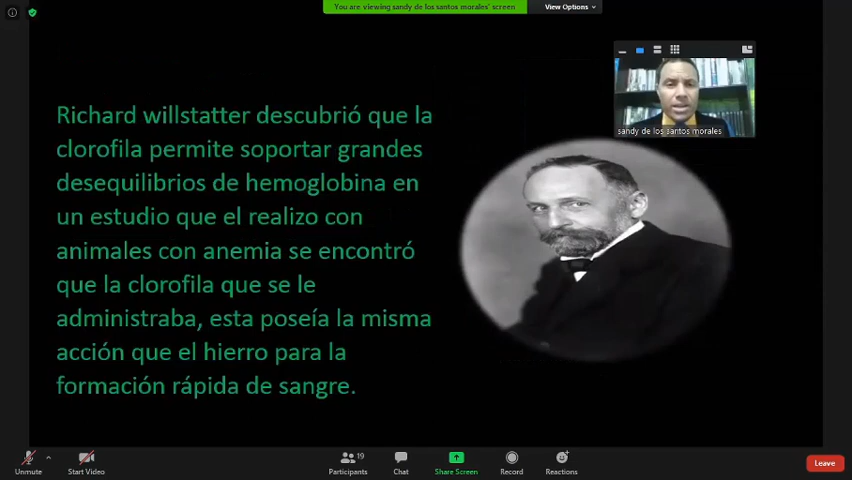 You are viewing sandy de los santos morales' screen
View Options
sandy de los santos morales
Richard willstatter descubrió que la
clorofila permite soportar grandes
desequilibrios de hemoglobina en
un estudio que el realizo con
animales con anemia se encontró
que la clorofila que se le
administraba, esta poseía la misma
acción que el hierro para la
formación rápida de sangre.
Unmute
Start Video
Participants
19
Chat
Share Screen
Record
Reactions
Leave